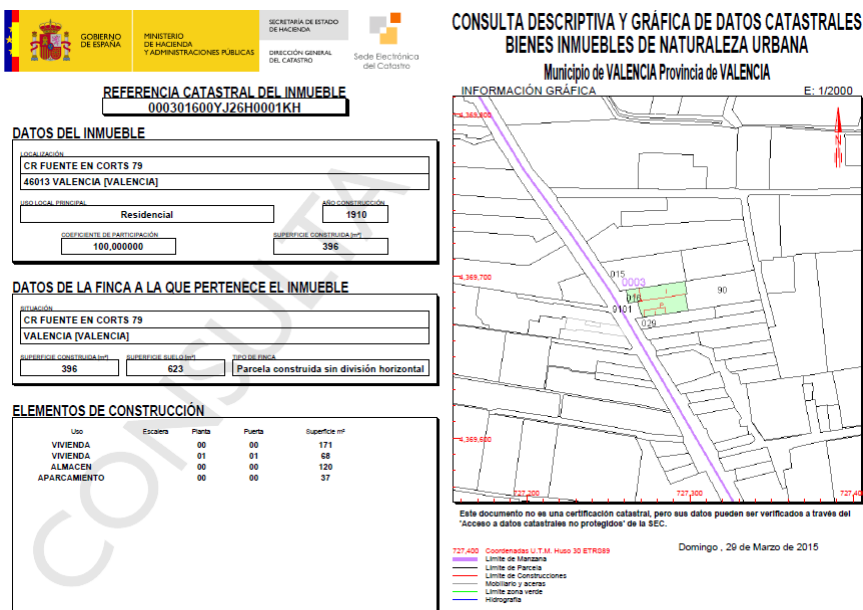 GOBIERNO
DE ESPAÑA
MINISTERIO
DE HACIENDA
Y ADMINISTRACIONES PÚBLICAS
SECRETARÍA DE ESTADO
DE HACIENDA
DIRECCIÓN GENERAL
DEL CATASTRO
Sede Electrónica
del Catastro
REFERENCIA CATASTRAL DEL INMUEBLE
000301600YJ26H0001KH
DATOS DEL INMUEBLE
LOCALIZACIÓN
CR FUENTE EN CORTS 79
46013 VALENCIA [VALENCIA]
USO LOCAL PRINCIPAL
Residencial
AÑO CONSTRUCCIÓN
1910
COEFICIENTE DE PARTICIPACIÓN
100,000000
SUPERFICIE CONSTRUIDA [m²]
396
DATOS DE LA FINCA A LA QUE PERTENECE EL INMUEBLE
SITUACIÓN
CR FUENTE EN CORTS 79
VALENCIA [VALENCIA]
SUPERFICIE CONSTRUIDA [m²]
396
SUPERFICIE SUELO [m²]
623
TIPO DE FINCA
Parcela construida sin división horizontal
ELEMENTOS DE CONSTRUCCIÓN
Uso Escalera Planta Puerta Superficie m²
VIVIENDA 00 00 171
VIVIENDA 01 01 68
ALMACEN 00 00 120
APARCAMIENTO 00 00 37
CONSULTA
CONSULTA DESCRIPTIVA Y GRÁFICA DE DATOS CATASTRALES
BIENES INMUEBLES DE NATURALEZA URBANA
Municipio de VALENCIA Provincia de VALENCIA
INFORMACIÓN GRÁFICA E: 1/2000
4,369,800
N
4,369,700
015
0003
016
I
P
90
0101
029
4,369,600
727,200 727,300 727,40
Este documento no es una certificación catastral, pero sus datos pueden ser verificados a través del
'Acceso a datos catastrales no protegidos' de la SEC.
727,400 Coordenadas U.T.M. Huso 30 ETRS89
Límite de Manzana
Límite de Parcela
Límite de Construcciones
Mobiliario y aceras
Límite zona verde
Hidrografía
Domingo , 29 de Marzo de 2015